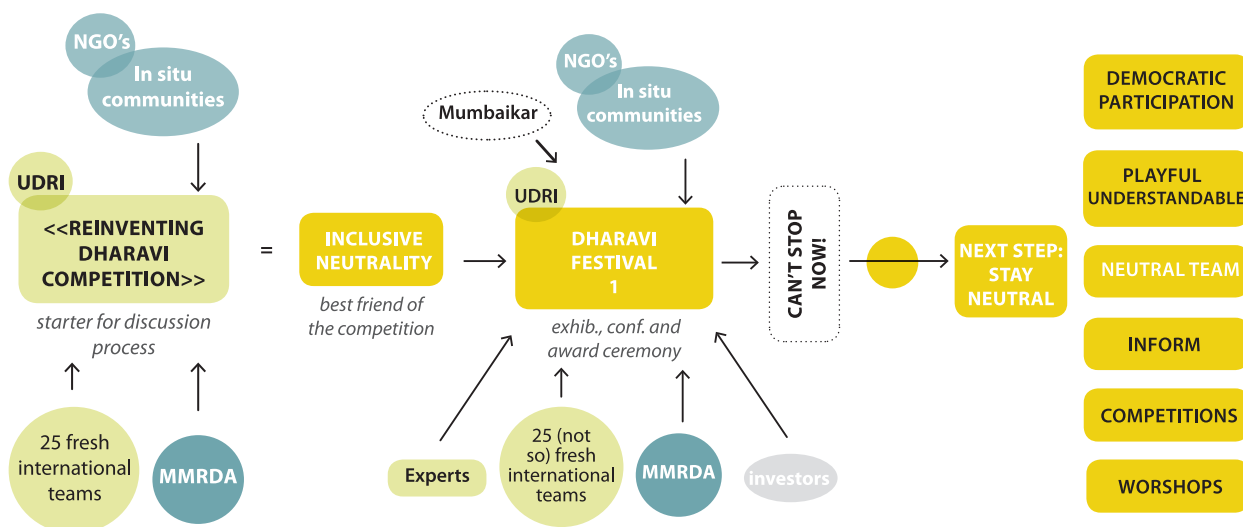 NGO's
In situ
communities
UDRI
<<REINVENTING
DHARAVI
COMPETITION>>
starter for discussion
process
25 fresh
international
teams
MMRDA
=
INCLUSIVE
NEUTRALITY
best friend of
the competition
Mumbaikar
NGO's
In situ
communities
UDRI
DHARAVI
FESTIVAL
1
exhib., conf. and
award ceremony
Experts
25 (not
so) fresh
international
teams
MMRDA
investors
CAN'T STOP
NOW!
NEXT STEP:
STAY
NEUTRAL
DEMOCRATIC
PARTICIPATION
PLAYFUL
UNDERSTANDABLE
NEUTRAL TEAM
INFORM
COMPETITIONS
WORSHOPS